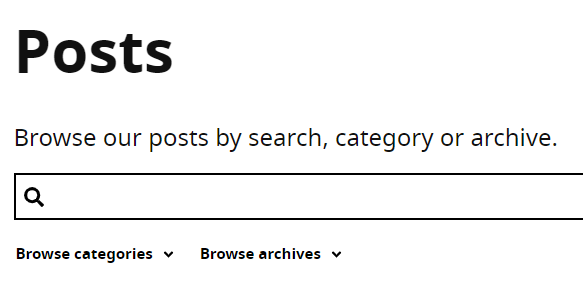 Posts
Browse our posts by search, category or archive.
Browse categories
Browse archives